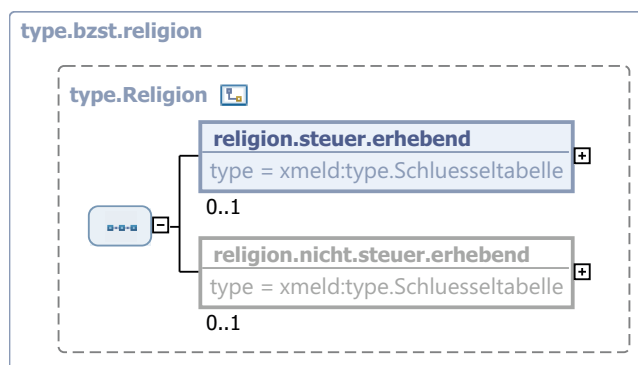 type.bzst.religion
type.Religion
religion.steuer.erhebend
type = xmeld:type.Schluesseltabelle
0..1
religion.nicht.steuer.erhebend
type = xmeld:type.Schluesseltabelle
0..1